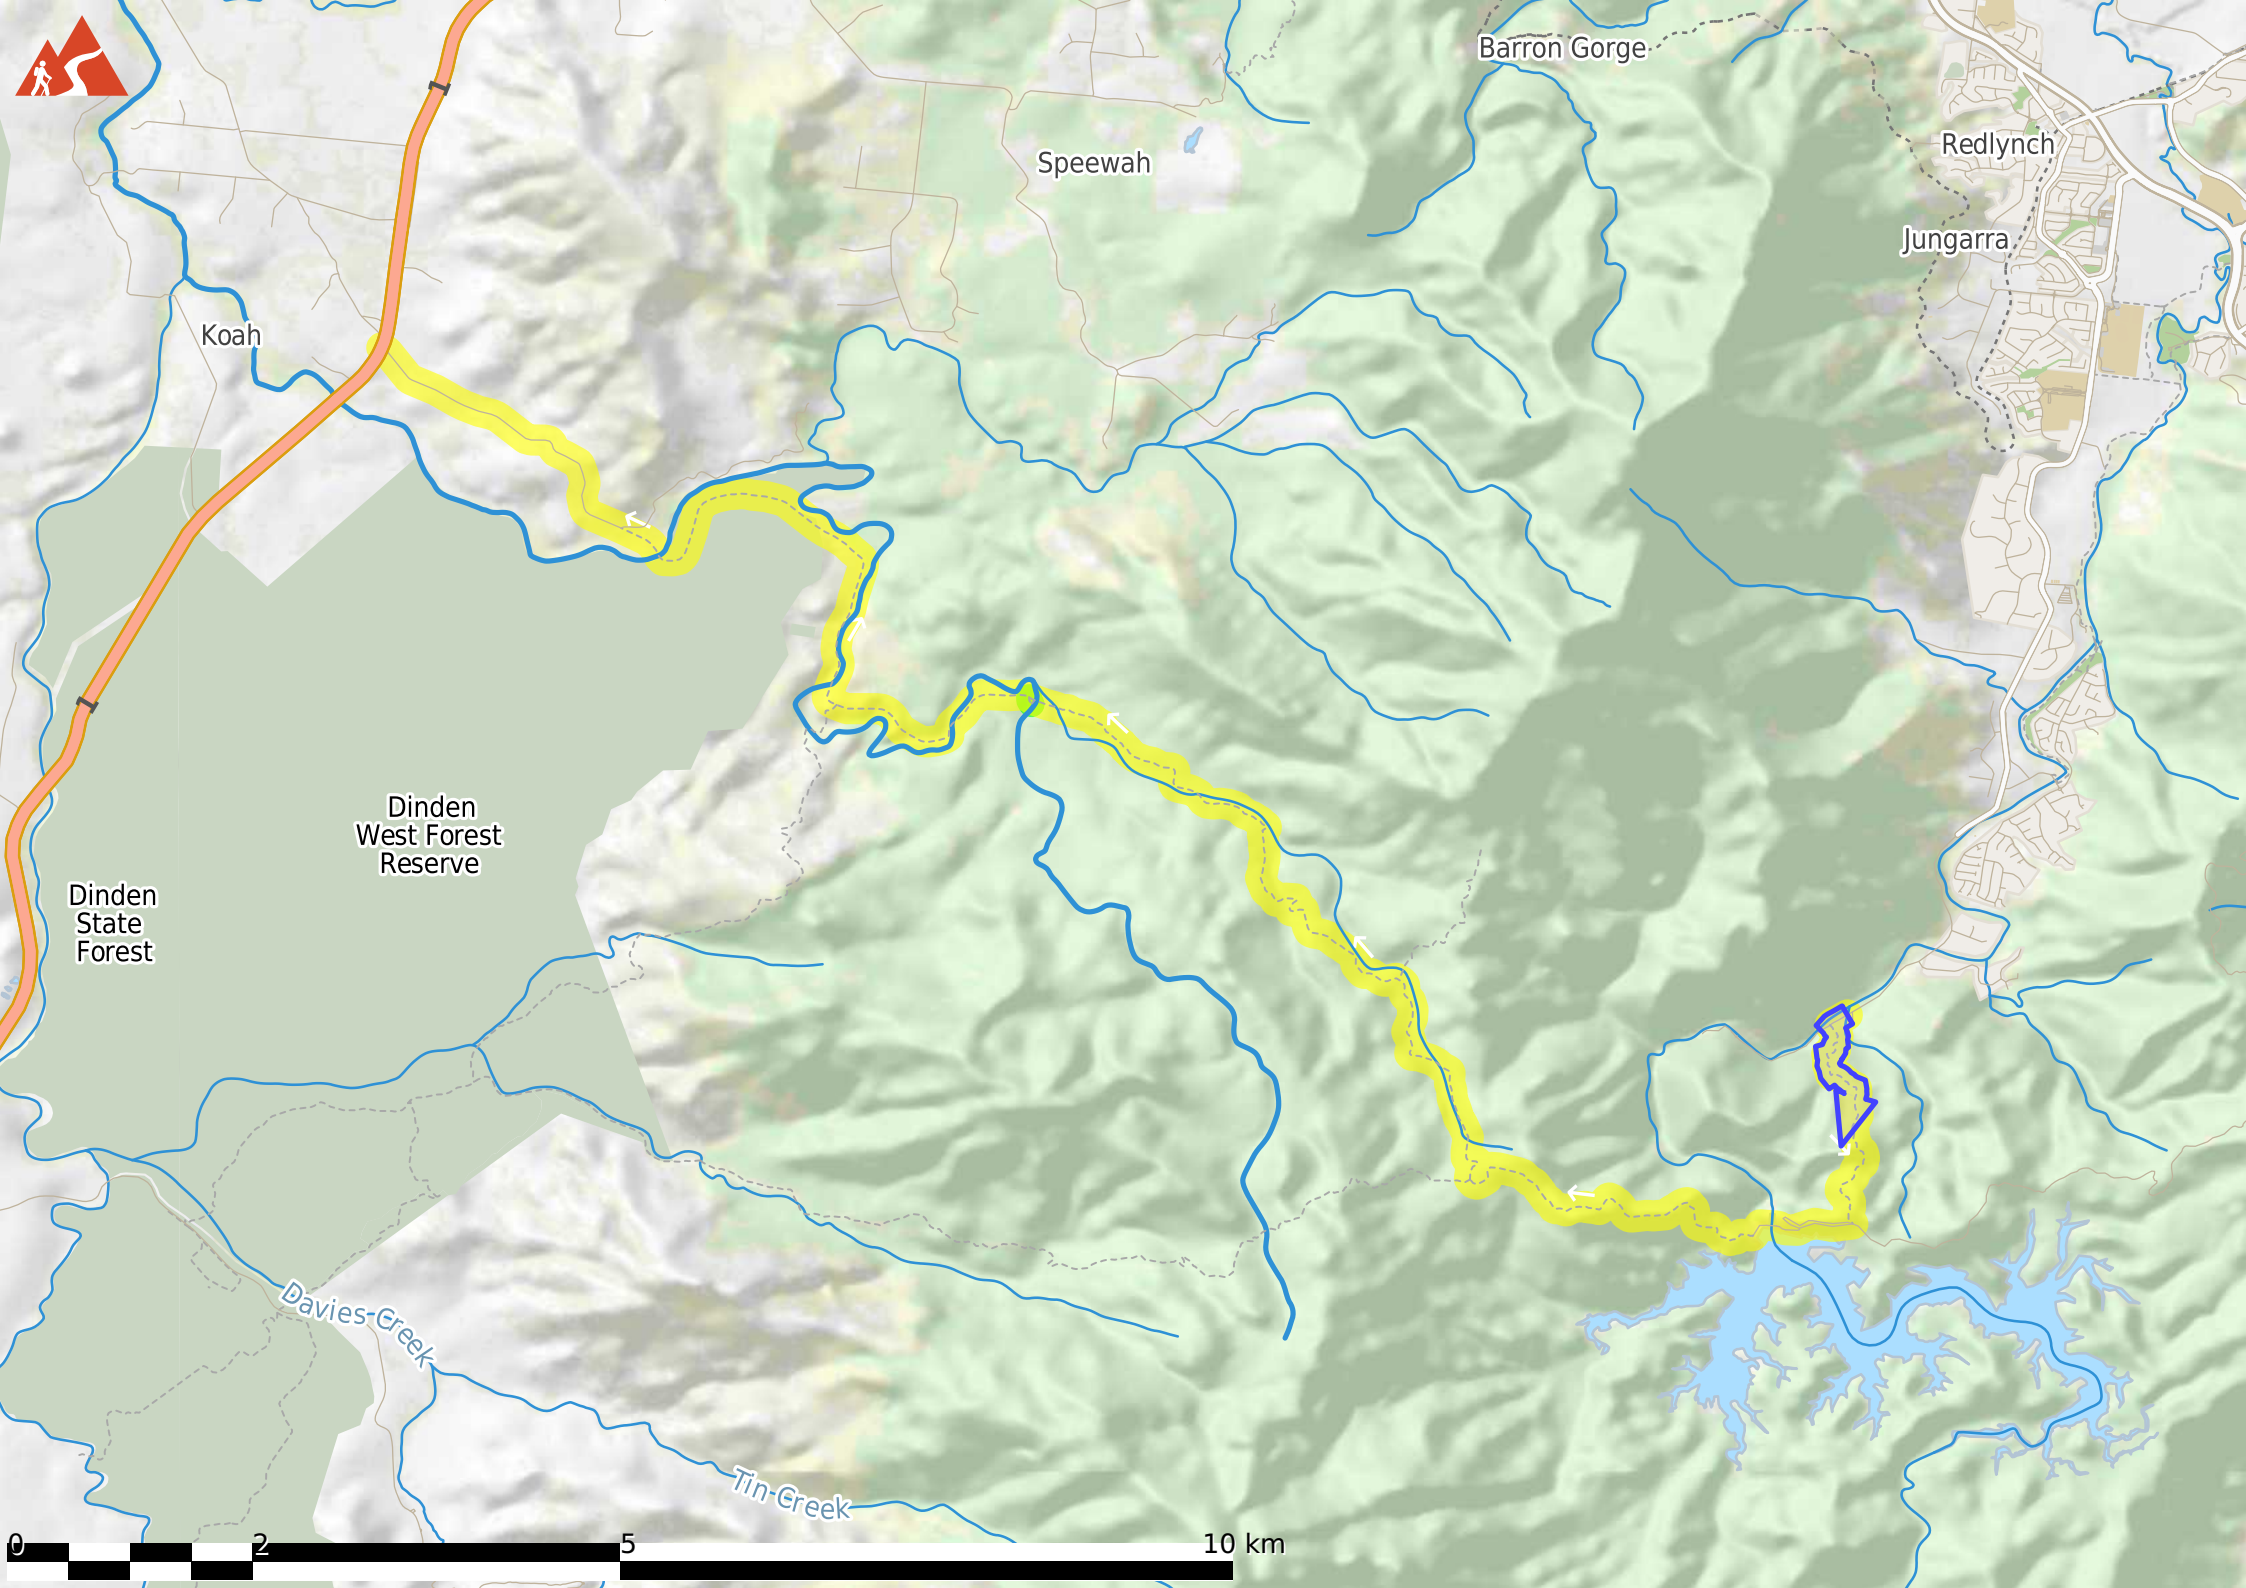 Barron Gorge
Redlynch
Speewah
Jungarra
Koah
Dinden
West Forest
Reserve
Dinden
State
Forest
Davies Creek
Tin Creek
0 2 5 10 km